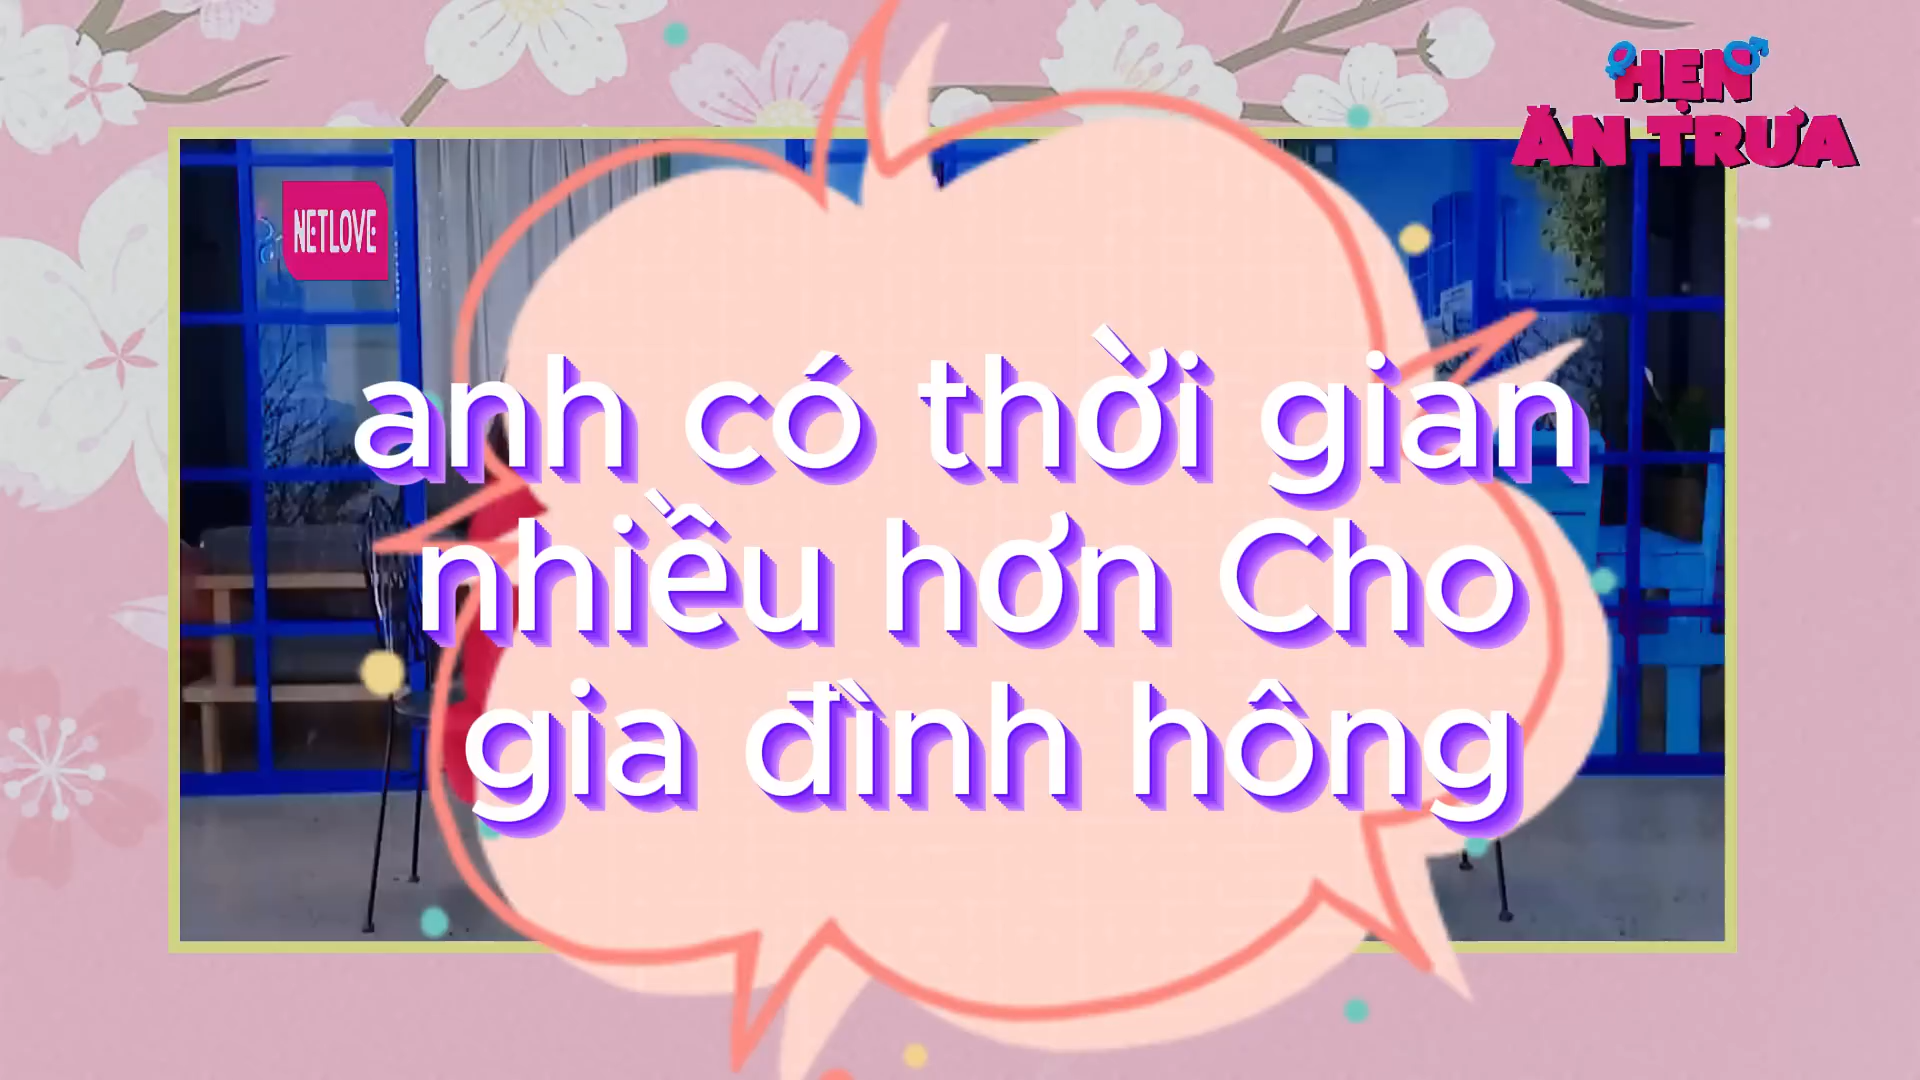 HẸN
ĂN TRƯA
NETLOVE
anh có thời gian
nhiều hơn Cho
gia đình hông